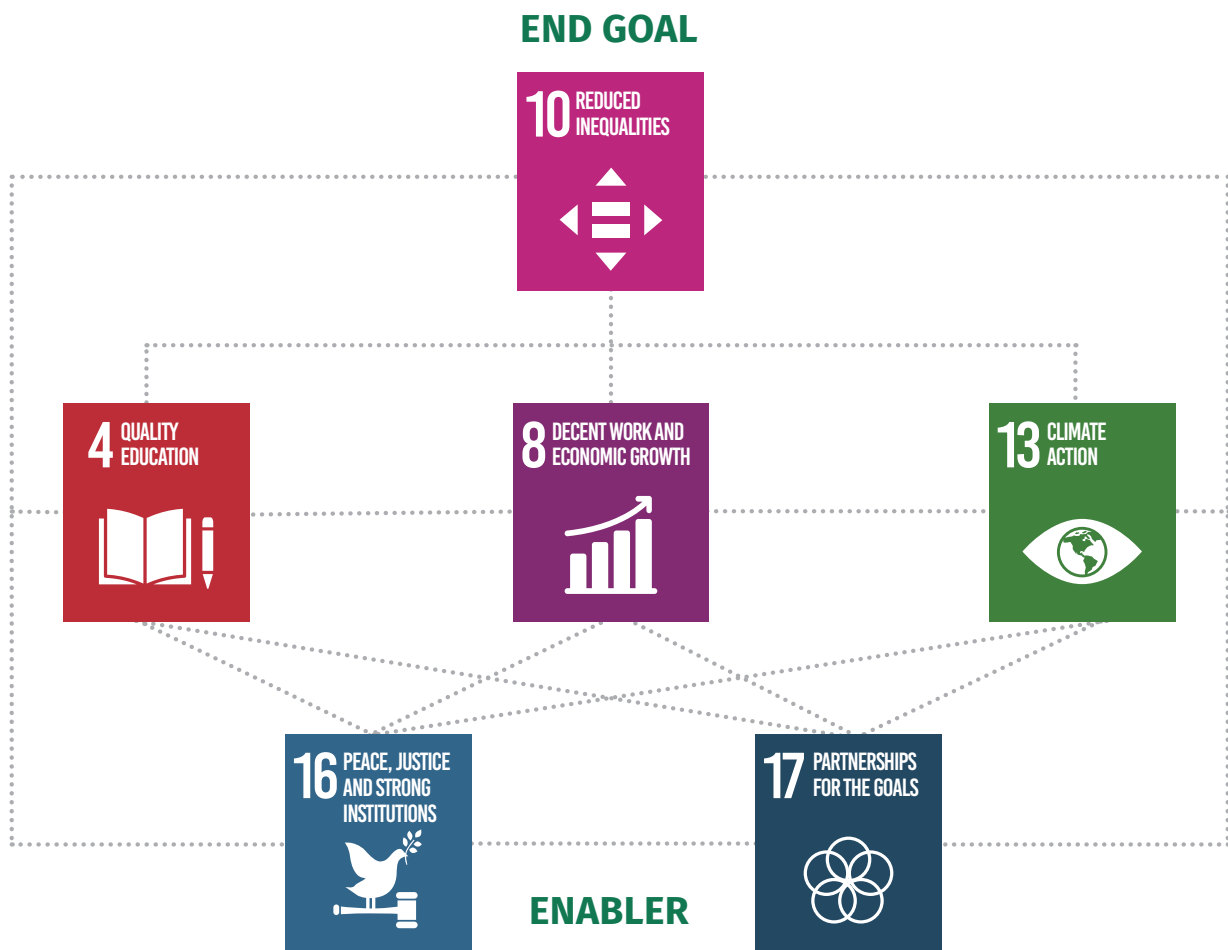 END GOAL
10 REDUCED
INEQUALITIES
4 QUALITY
EDUCATION
8 DECENT WORK AND
ECONOMIC GROWTH
13 CLIMATE
ACTION
16 PEACE, JUSTICE
AND STRONG
INSTITUTIONS
17 PARTNERSHIPS
FOR THE GOALS
ENABLER